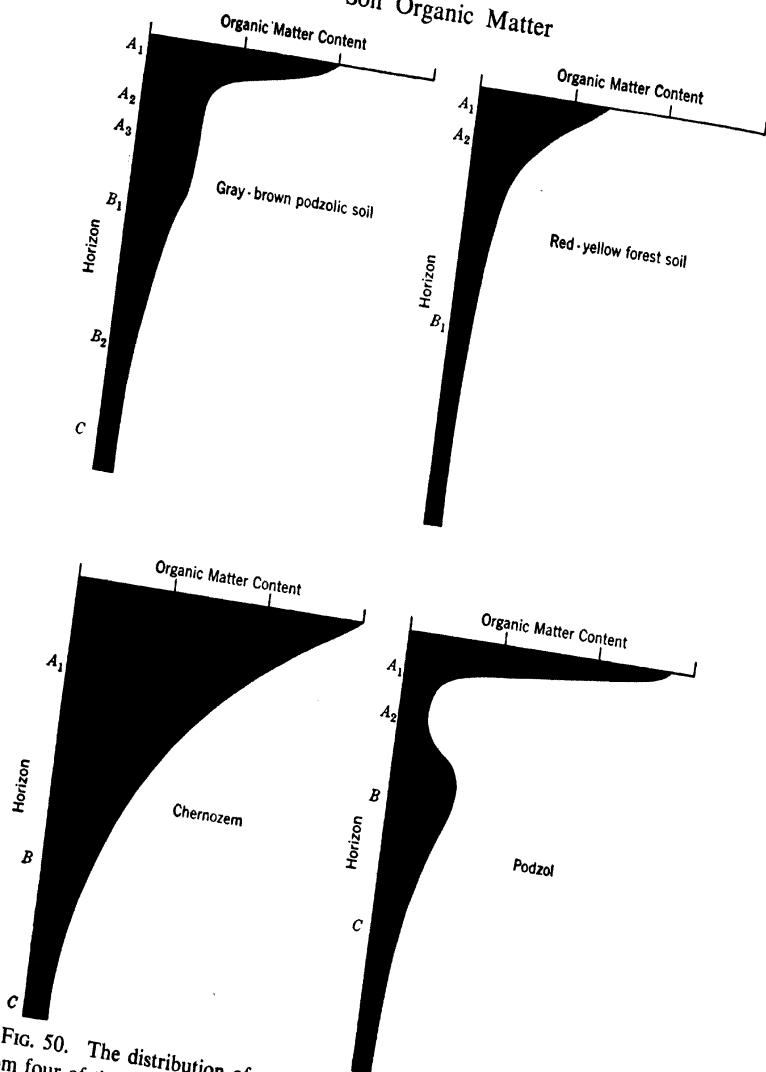 Soil Organic Matter
Organic Matter Content
A1
A2
A3
B1
Horizon
B2
C
Gray-brown podzolic soil
Organic Matter Content
A1
A2
Horizon
B1
Red-yellow forest soil
Organic Matter Content
A1
Horizon
B
C
Chernozem
Organic Matter Content
A1
A2
B
Horizon
C
Podzol
FIG. 50. The distribution of
four of